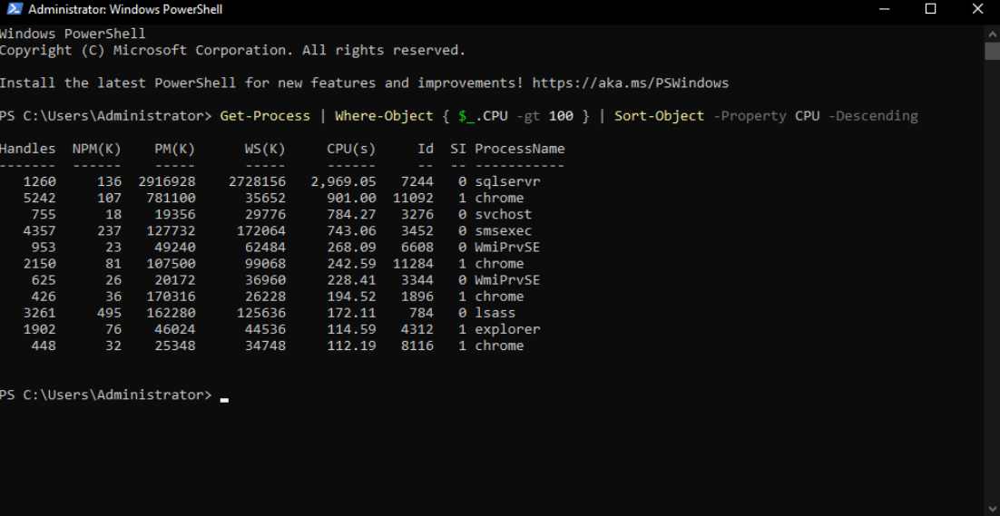 Administrator: Windows PowerShell
Windows PowerShell
Copyright (C) Microsoft Corporation. All rights reserved.
Install the latest PowerShell for new features and improvements! https://aka.ms/PSWindows
PS C:\Users\Administrator> Get-Process | Where-Object { $_.CPU -gt 100 } | Sort-Object -Property CPU -Descending
Handles  NPM(K)    PM(K)      WS(K)     CPU(s)     Id  SI ProcessName
-------  ------    -----      -----     ------     --  -- -----------
   1260     136  2916928    2728156   2,969.05   7244   0 sqlservr
   5242     107   781100      35652     901.00  11092   1 chrome
    755      18    19356      29776     784.27   3276   0 svchost
   4357     237   127732     172064     743.06   3452   0 smsexec
    953      23    49240      62484     268.09   6608   0 WmiPrvSE
   2150      81   107500      99068     242.59  11284   1 chrome
    625      26    20172      36960     228.41   3344   0 WmiPrvSE
    426      36   170316      26228     194.52   1896   1 chrome
   3261     495   162280     125636     172.11    784   0 lsass
   1902      76    46024      44536     114.59   4312   1 explorer
    448      32    25348      34748     112.19   8116   1 chrome
PS C:\Users\Administrator>